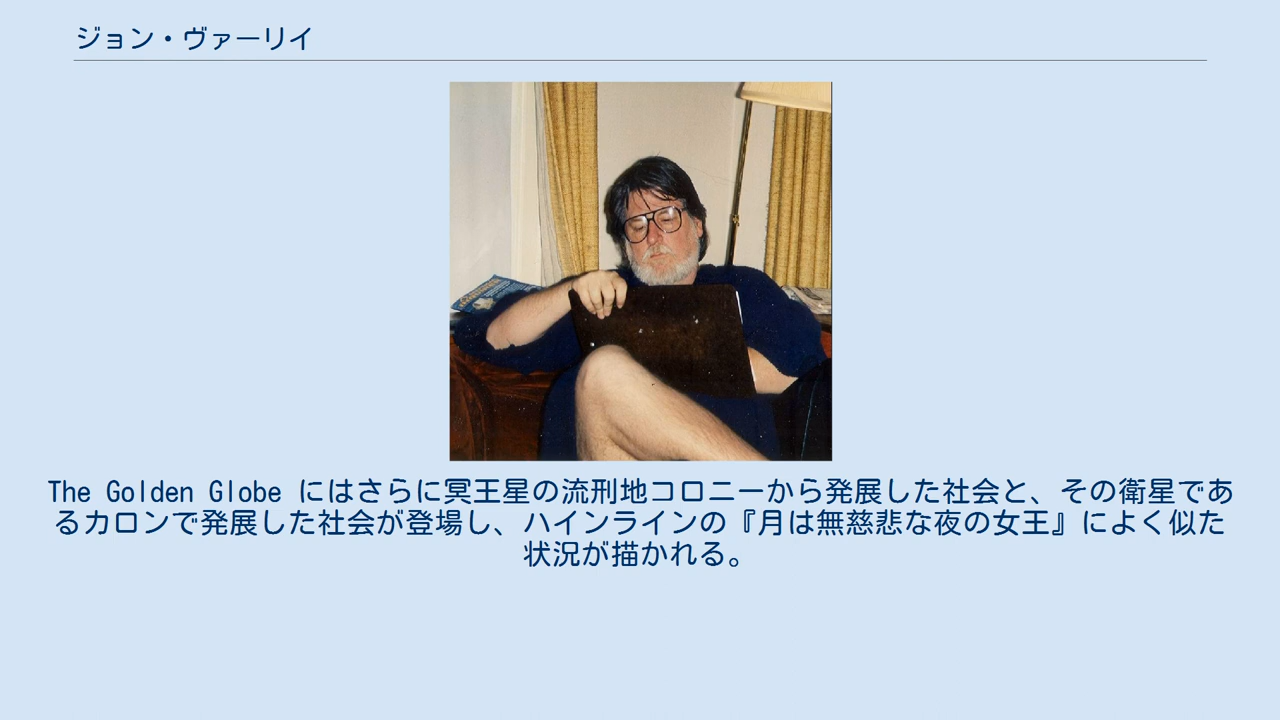 ジョン・ヴァーリイ
The Golden Globe にはさらに冥王星の流刑地コロニーから発展した社会と、その衛星であ
るカロンで発展した社会が登場し、ハインラインの『月は無慈悲な夜の女王』によく似た
状況が描かれる。